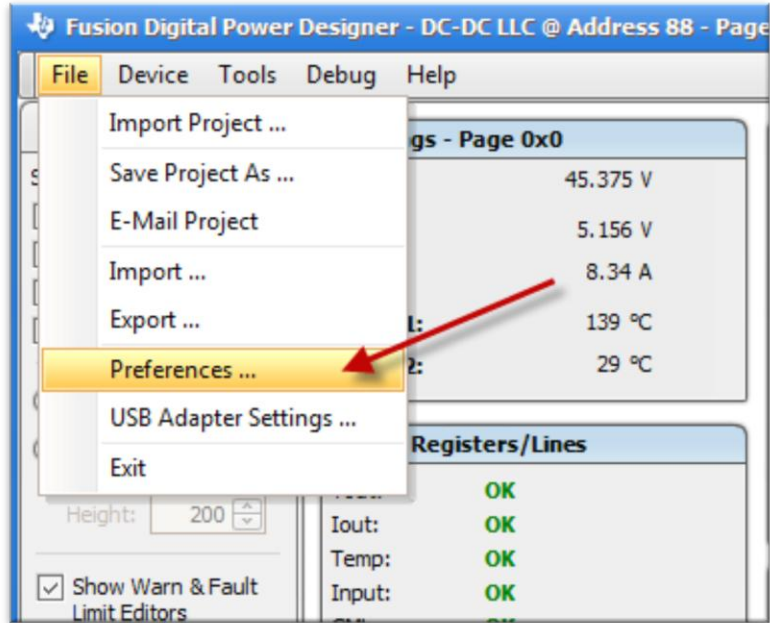 Fusion Digital Power Designer - DC-DC LLC @ Address 88 - Page
File Device Tools Debug Help
Import Project ...
Save Project As ...
E-Mail Project
Import ...
Export ...
Preferences ...
USB Adapter Settings ...
Exit
gs - Page 0x0
45.375 V
5.156 V
8.34 A
1: 139 °C
2: 29 °C
Registers/Lines
OK
Iout: OK
Temp: OK
Input: OK
Height: 200
Show Warn & Fault
Limit Editors